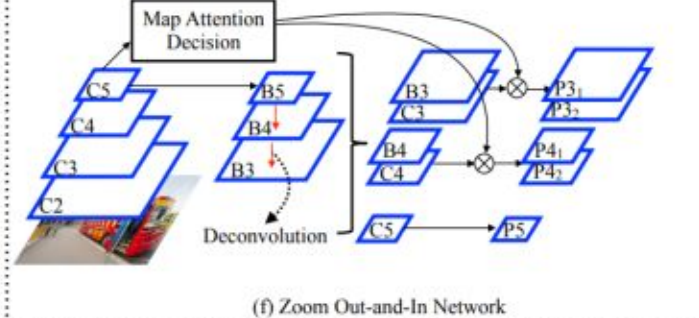 Map Attention
Decision
C5
C4
C3
C2
B5
B4
B3
Deconvolution
B3
C3
P3₁
P3₂
B4
C4
P4₁
P4₂
C5
P5
(f) Zoom Out-and-In Network